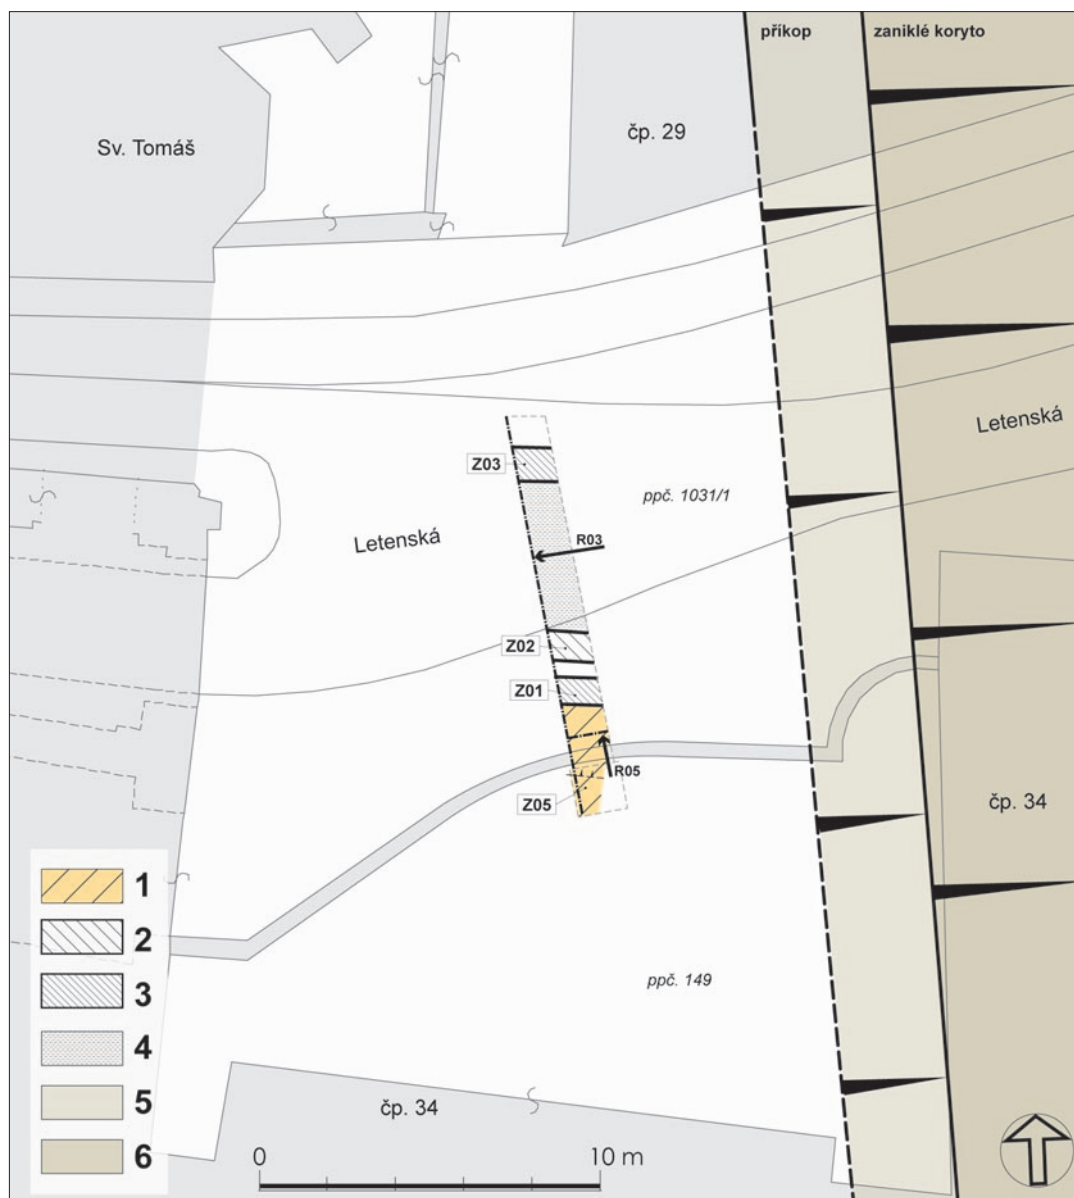 příkop
zaniklé koryto
čp. 29
Sv. Tomáš
Letenská
Z03
ppč. 1031/1
Letenská
R03
Z02
Z01
R05
Z05
čp. 34
1
2
3
4
5
6
ppč. 149
čp. 34
0 10 m